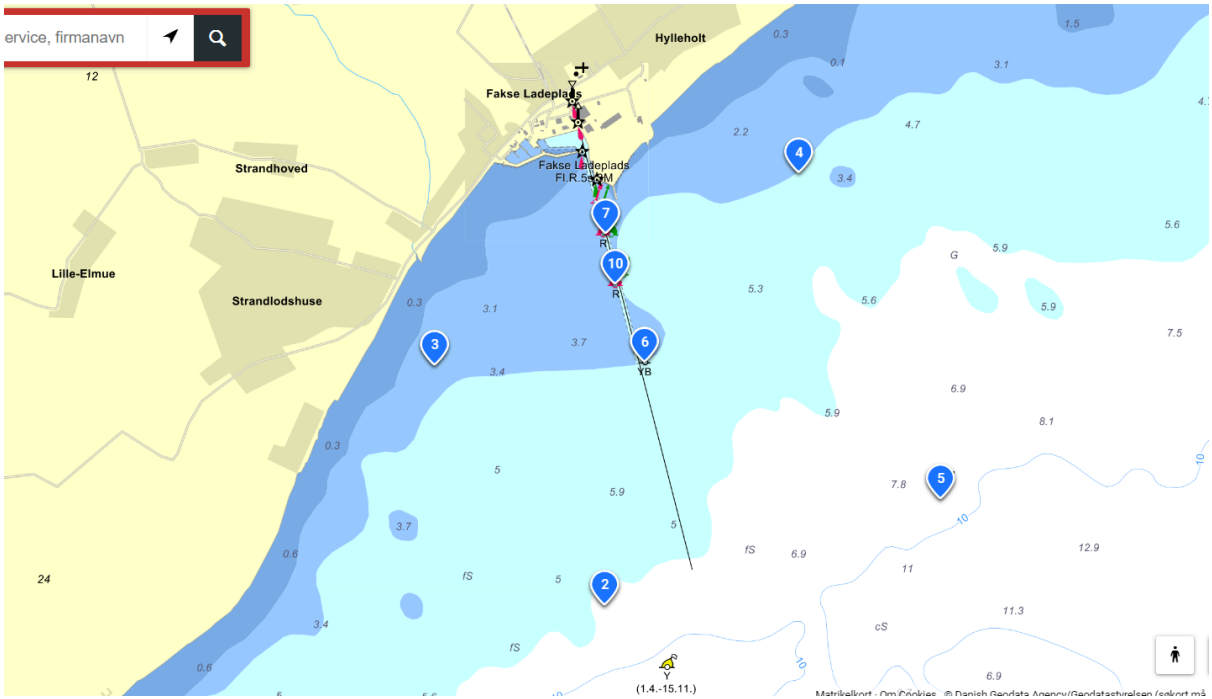 ervice, firmanavn
Hylleholt
1.5
0.3
0.1
3.1
12
Fakse Ladeplads
4.7
4.7
2.2
4
Strandhoved
Fakse Ladeplads
Fl.R.5s
M
3.4
7
5.6
R
5.9
G
Lille-Elmue
10
5.3
R
5.6
5.9
Strandlodshuse
0.3
3.1
7.5
3
3.7
6
3.4
YB
6.9
5.9
8.1
0.3
10
5
5
7.8
5.9
10
3.7
5
fS
6.9
12.9
0.6
11
24
fS
5
2
11.3
3.4
cS
fS
0.6
10
Y
6.9
(1.4.-15.11.)
5.6
Matrikelkort · Om Cookies © Danish Geodata Agency/Geodatastyrelsen (søkort må